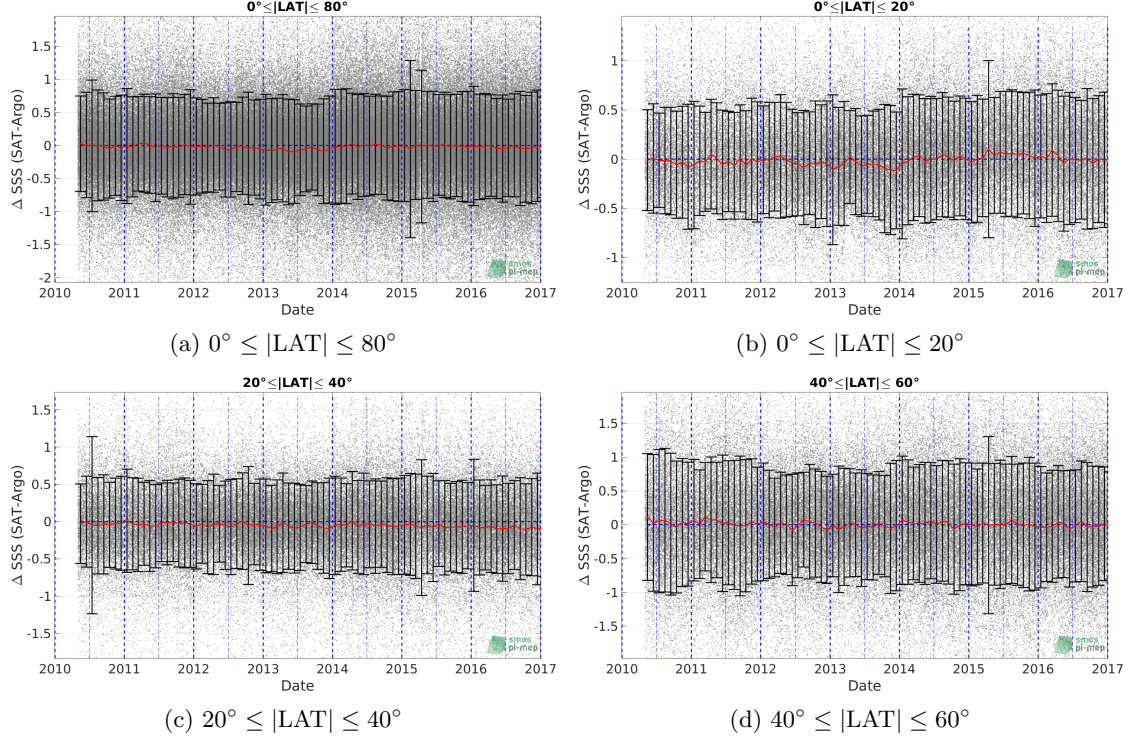 0°≤|LAT|≤ 80°
1.5
1
0.5
0
-0.5
-1
-1.5
-2
Δ SSS (SAT-Argo)
2010 2011 2012 2013 2014 2015 2016 2017
Date
smos
pi-mep
(a) 0° ≤ |LAT| ≤ 80°
0°≤|LAT|≤ 20°
1
0.5
0
-0.5
-1
Δ SSS (SAT-Argo)
2010 2011 2012 2013 2014 2015 2016 2017
Date
smos
pi-mep
(b) 0° ≤ |LAT| ≤ 20°
20°≤|LAT|≤ 40°
1.5
1
0.5
0
-0.5
-1
-1.5
Δ SSS (SAT-Argo)
2010 2011 2012 2013 2014 2015 2016 2017
Date
smos
pi-mep
(c) 20° ≤ |LAT| ≤ 40°
40°≤|LAT|≤ 60°
1.5
1
0.5
0
-0.5
-1
-1.5
Δ SSS (SAT-Argo)
2010 2011 2012 2013 2014 2015 2016 2017
Date
smos
pi-mep
(d) 40° ≤ |LAT| ≤ 60°